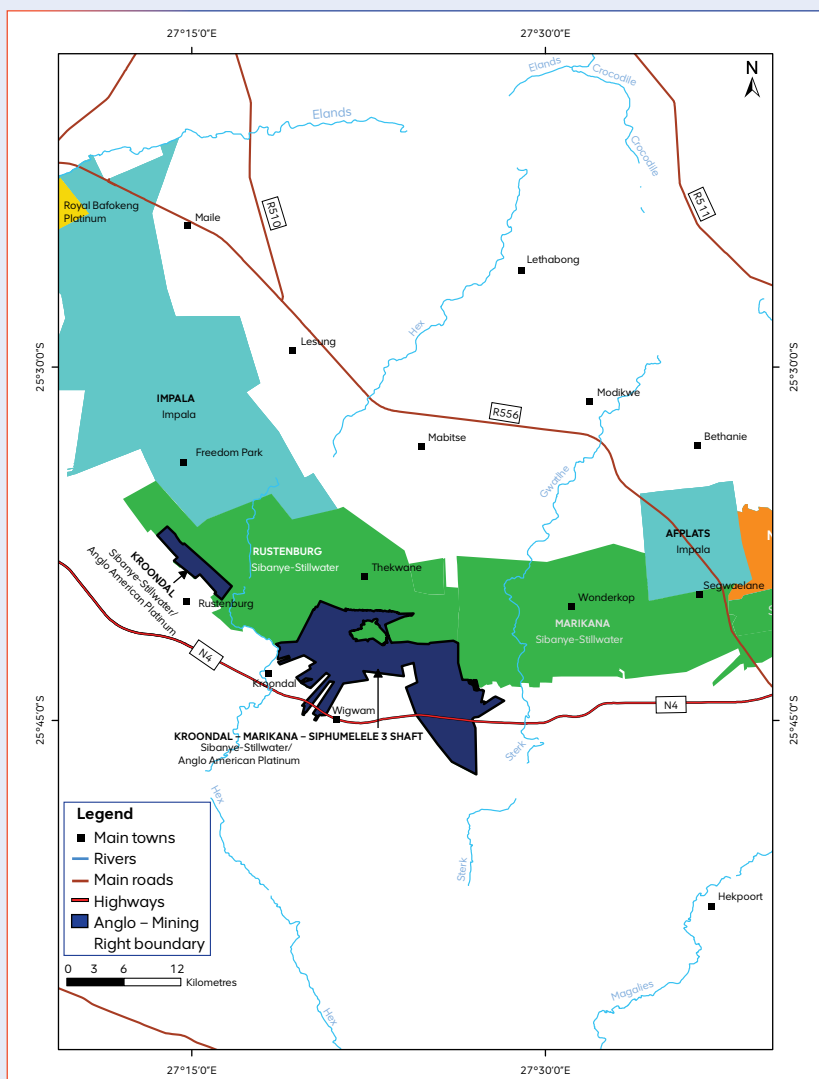 27°15'0"E
27°30'0"E
N
Elands
Crocodile
Elands
Crocodile
R510
R511
Royal Bafokeng
Platinum
Maile
Lethabong
Hex
Lesung
25°30'0"S
25°30'0"S
IMPALA
Impala
Modikwe
R556
Mabitse
Bethanie
Freedom Park
Gwatlhe
AFPLATS
Impala
N
RUSTENBURG
Sibanye-Stillwater
KROONDAL
Sibanye-Stillwater/
Anglo American Platinum
Thekwane
Segwaelane
Rustenburg
Wonderkop
S
MARIKANA
Sibanye-Stillwater
N4
Kroondal
N4
Wigwam
25°45'0"S
25°45'0"S
KROONDAL – MARIKANA – SIPHUMELELE 3 SHAFT
Sibanye-Stillwater/
Anglo American Platinum
Sterk
Hex
Sterk
Legend
Main towns
Rivers
Main roads
Highways
Anglo – Mining
Right boundary
0 3 6 12
Kilometres
Hekpoort
Magalies
Hex
27°15'0"E
27°30'0"E